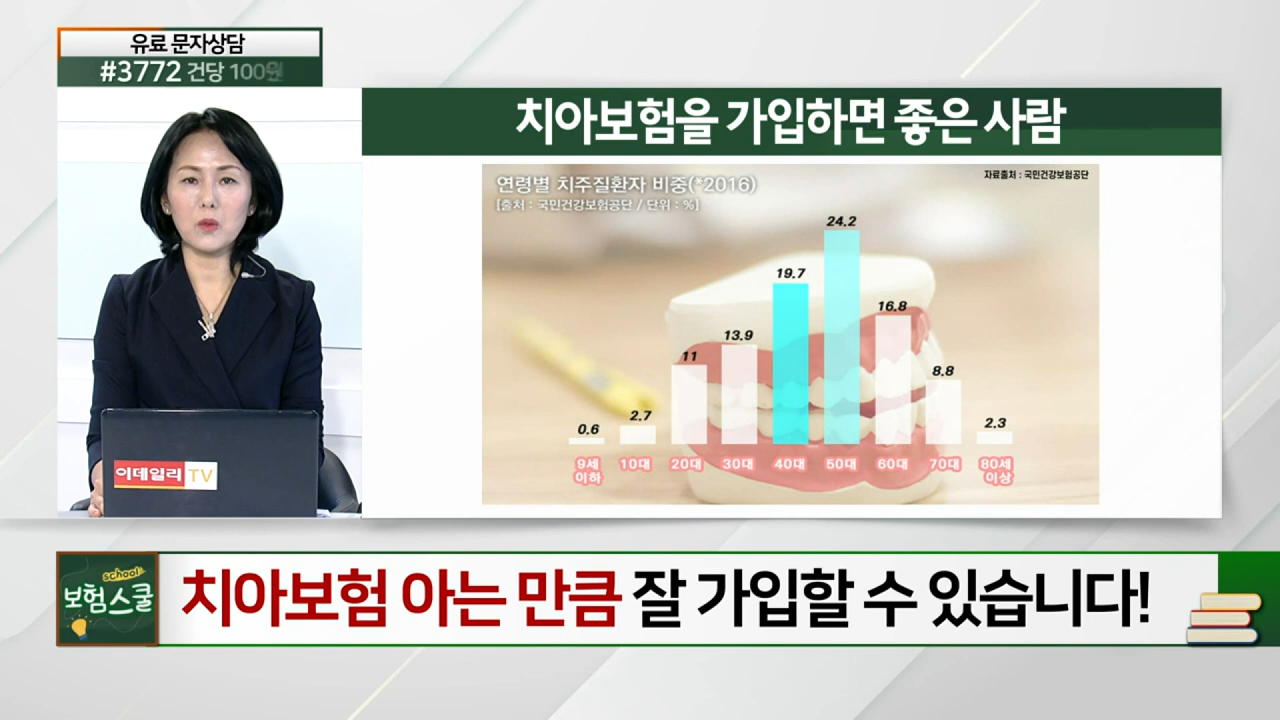 유료 문자상담
#3772 건당 100원
치아보험을 가입하면 좋은 사람
연령별 치주질환자 비중(*2016)
[출처 : 국민건강보험공단 / 단위 : %]
자료출처 : 국민건강보험공단
0.6
2.7
11
13.9
19.7
24.2
16.8
8.8
2.3
9세
이하
10대
20대
30대
40대
50대
60대
70대
80세
이상
이데일리 TV
school
보험스쿨
치아보험 아는 만큼 잘 가입할 수 있습니다!